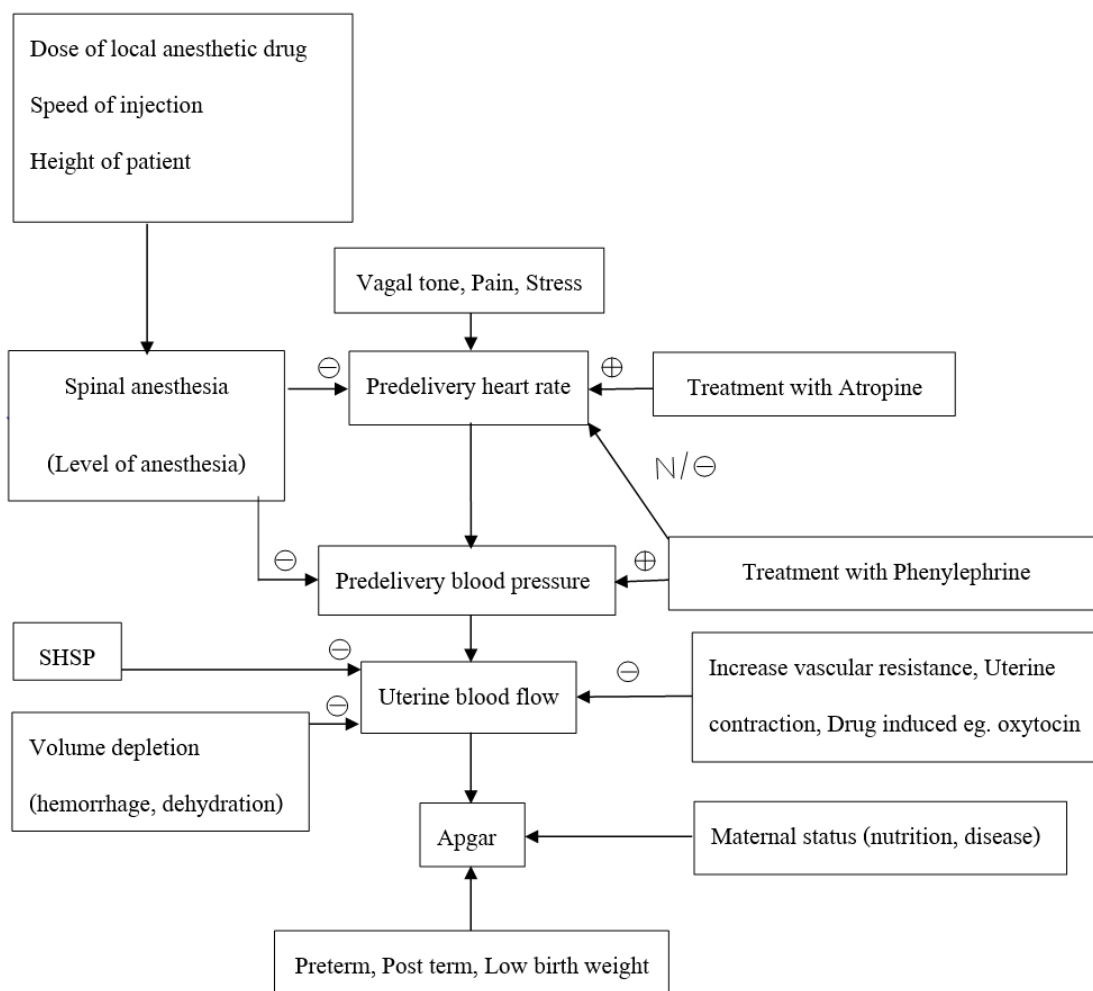 Dose of local anesthetic drug
Speed of injection
Height of patient
Vagal tone, Pain, Stress
Spinal anesthesia
(Level of anesthesia)
⊖
Predelivery heart rate
⊕
Treatment with Atropine
N/⊖
⊖
Predelivery blood pressure
⊕
Treatment with Phenylephrine
SHSP
⊖
Uterine blood flow
⊖
Increase vascular resistance, Uterine
contraction, Drug induced eg. oxytocin
Volume depletion
(hemorrhage, dehydration)
⊖
Apgar
Maternal status (nutrition, disease)
Preterm, Post term, Low birth weight